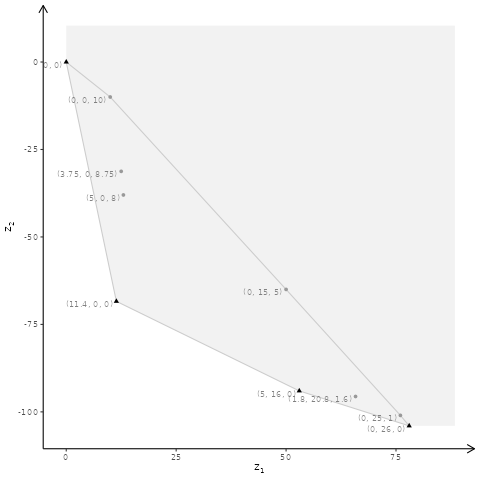 0
0, 0)
(0, 0, 10)
-25
(3.75, 0, 8.75)
(5, 0, 8)
z2
-50
(0, 15, 5)
(11.4, 0, 0)
-75
(5, 16, 0)
(1.8, 20.8, 1.6)
-100
(0, 25, 1)
(0, 26, 0)
0
25
50
75
z1